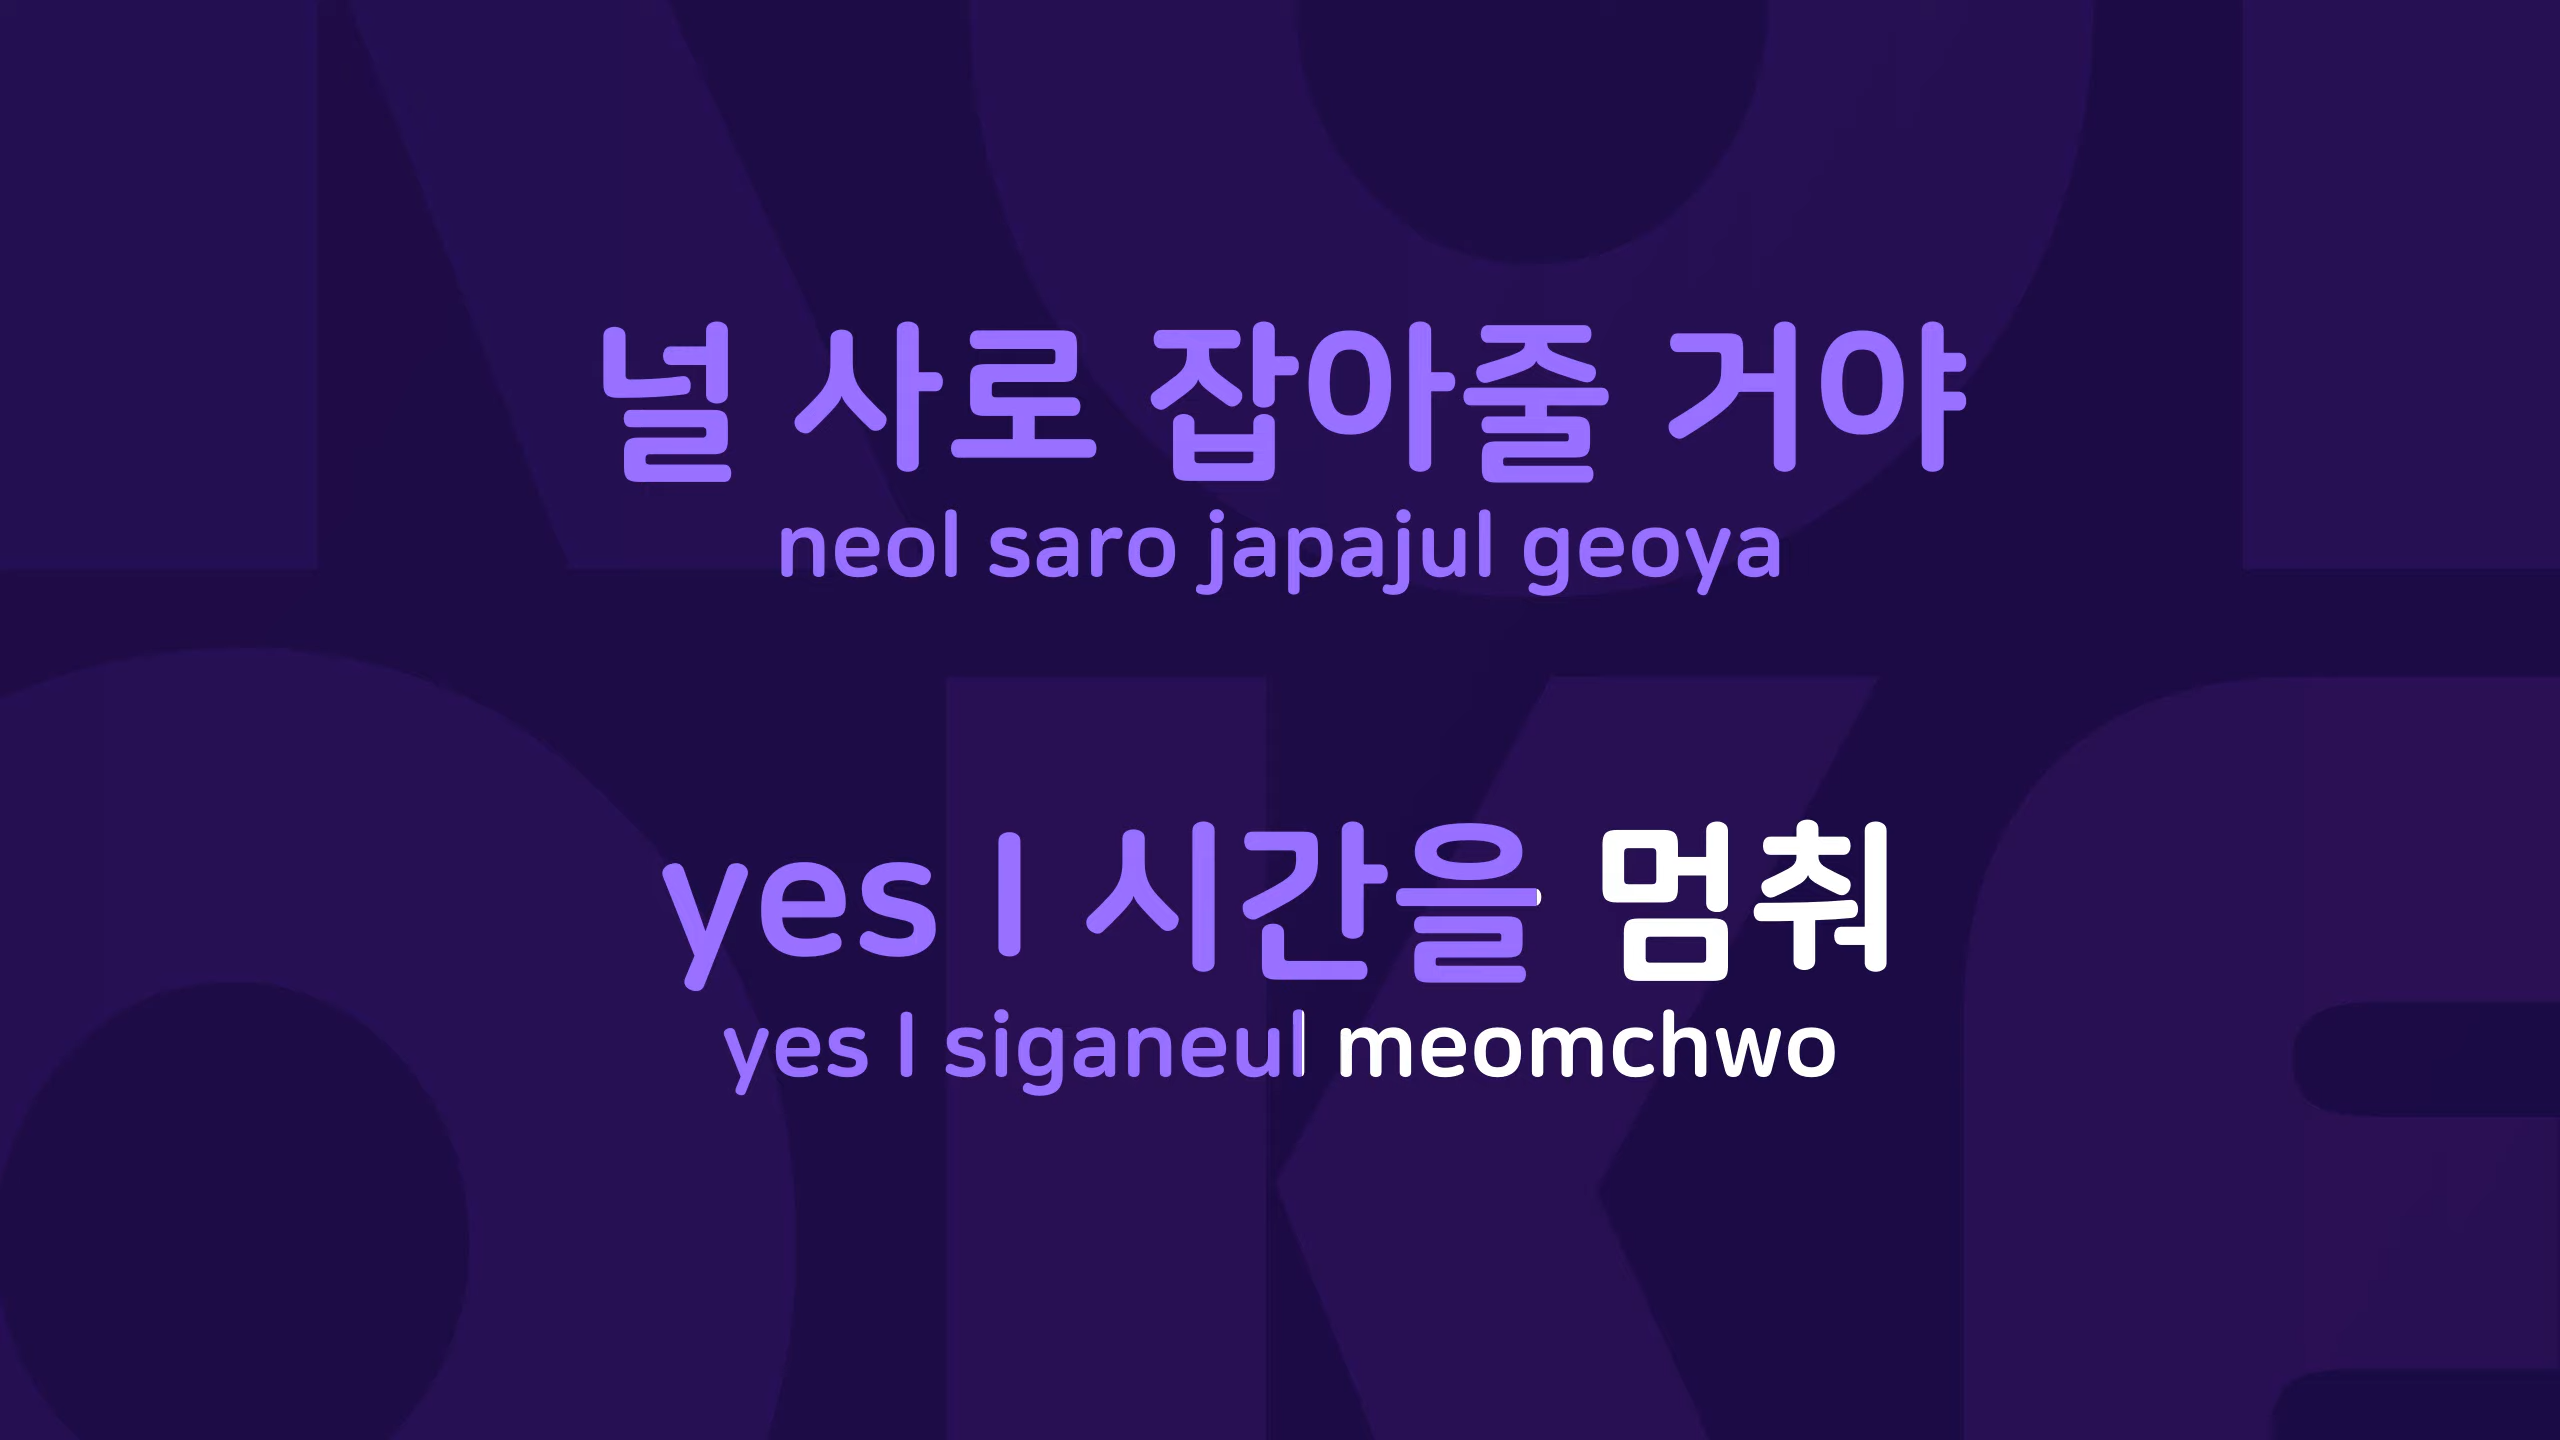 널 사로 잡아줄 거야
neol saro japajul geoya
yes I 시간을 멈춰
yes I siganeul meomchwo